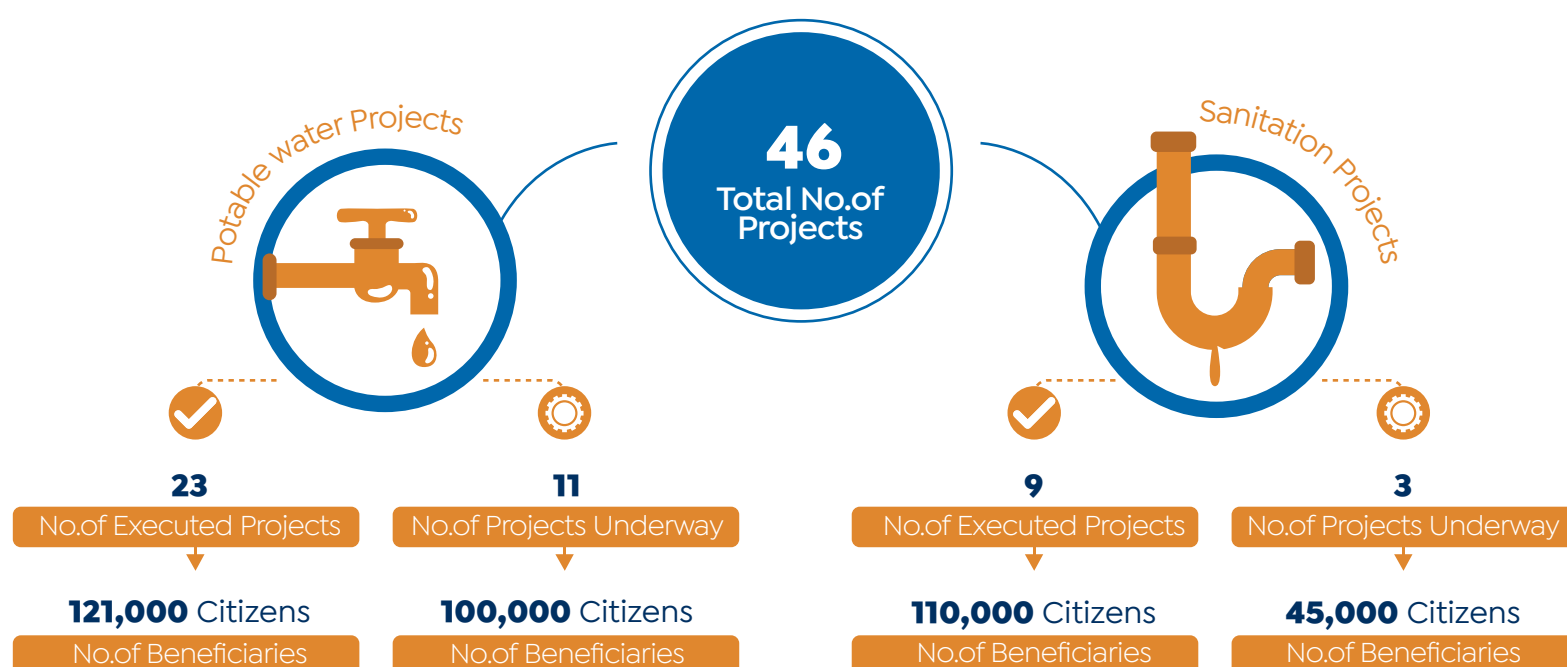 46
Total No.of
Projects
Potable water Projects
23
No.of Executed Projects
121,000 Citizens
No.of Beneficiaries
11
No.of Projects Underway
100,000 Citizens
No.of Beneficiaries
Sanitation Projects
9
No.of Executed Projects
110,000 Citizens
No.of Beneficiaries
3
No.of Projects Underway
45,000 Citizens
No.of Beneficiaries